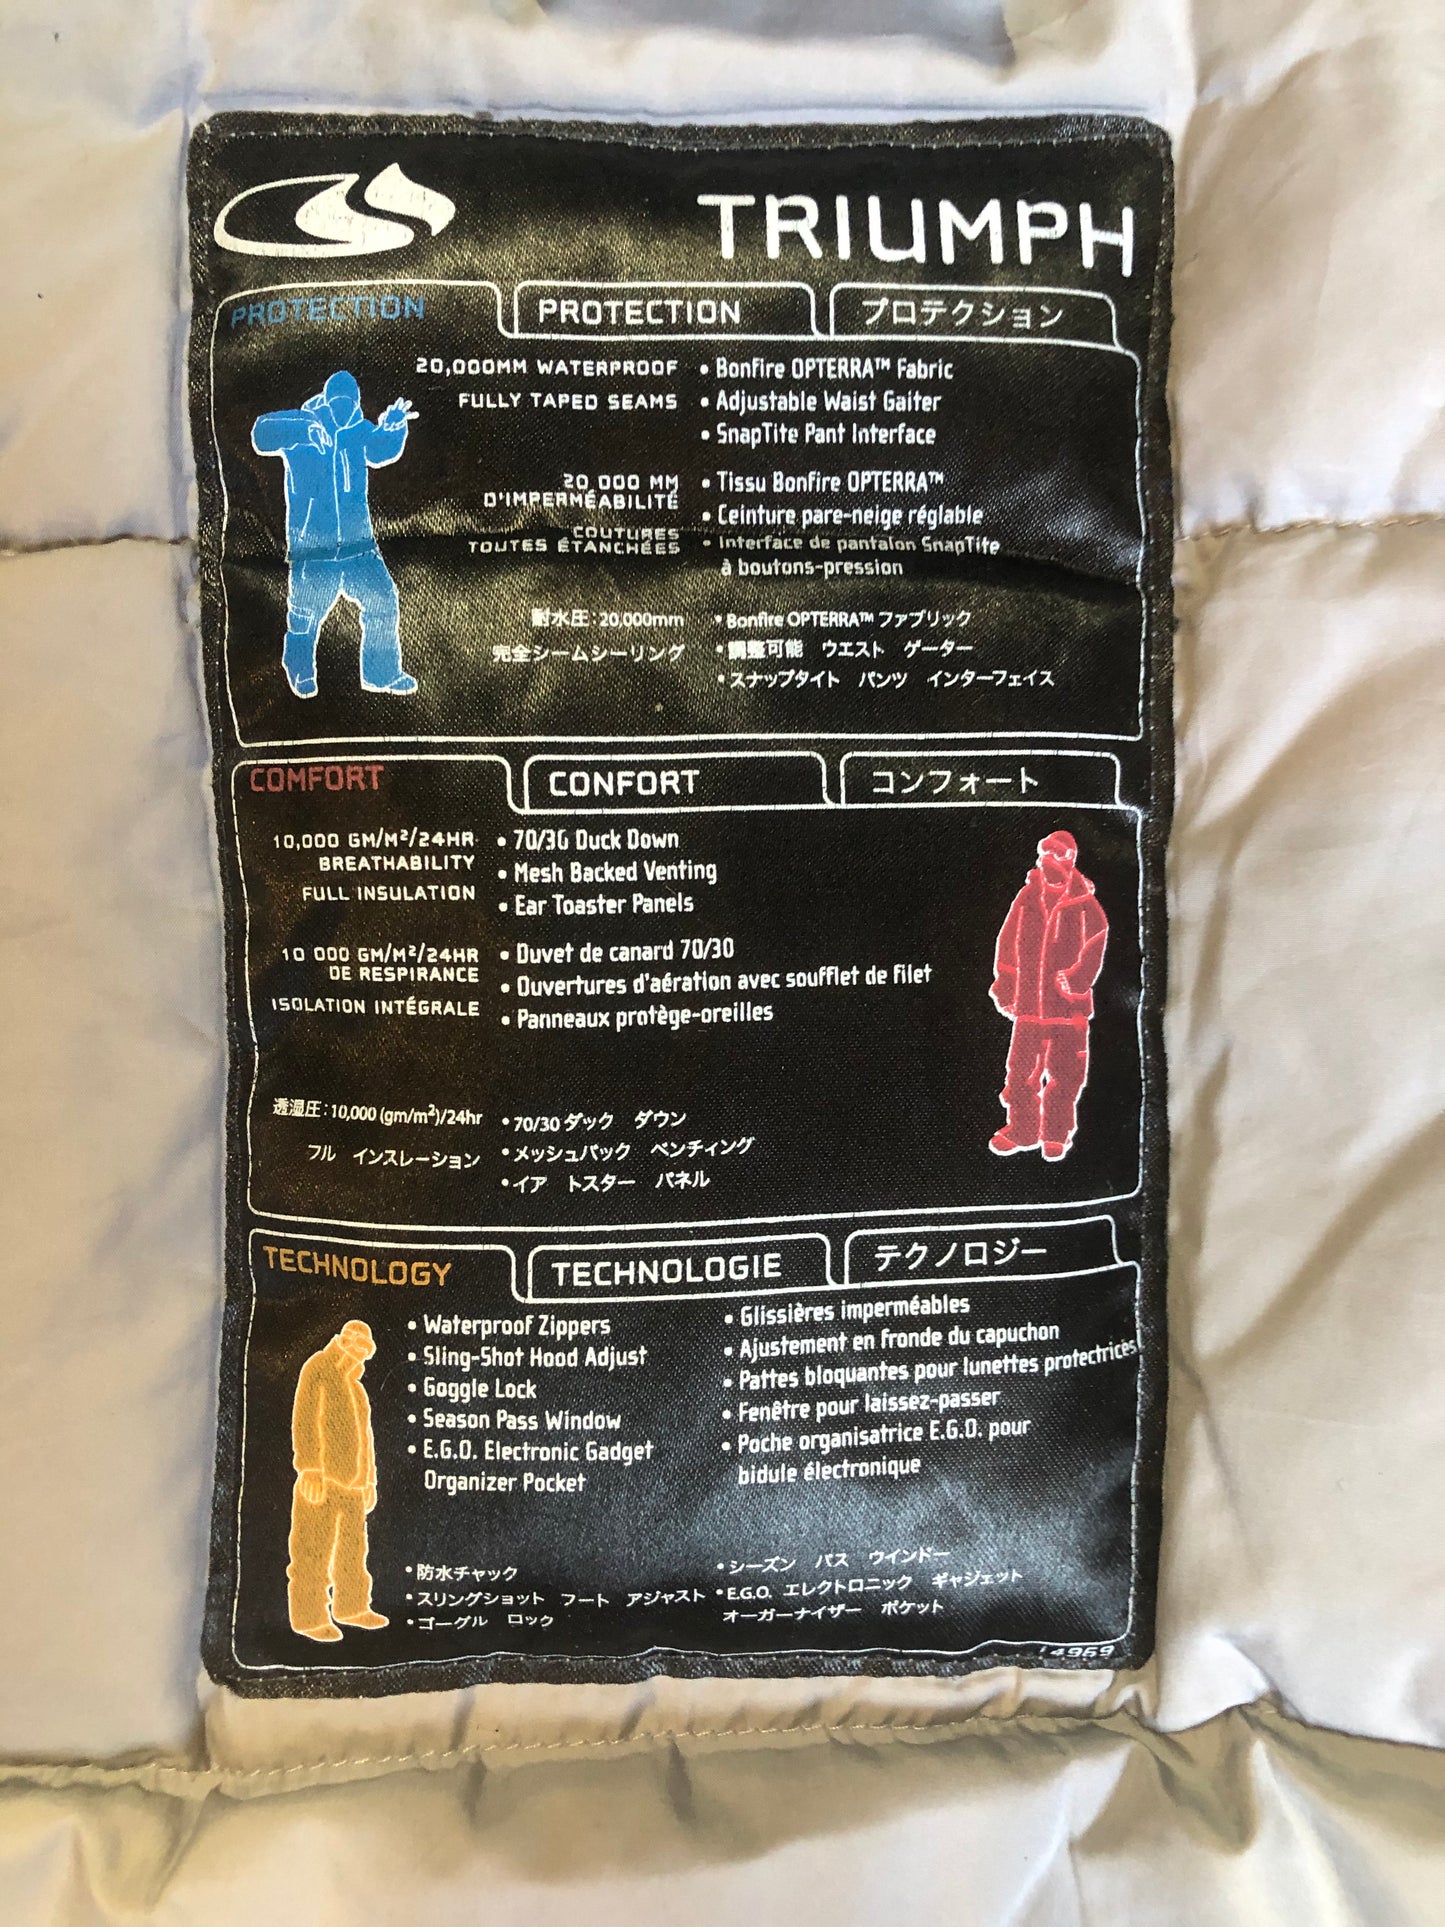 TRIUMPH
PROTECTION
PROTECTION
プロテクション
20,000MM WATERPROOF
FULLY TAPED SEAMS
• Bonfire OPTERRA™ Fabric
• Adjustable Waist Gaiter
• SnapTite Pant Interface
20 000 MM
D'IMPERMÉABILITÉ
COUTURES
TOUTES ÉTANCHÉES
• Tissu Bonfire OPTERRA™
• Ceinture pare-neige réglable
• Interface de pantalon SnapTite
à boutons-pression
耐水圧：20,000mm
完全シームシーリング
• Bonfire OPTERRA™ ファブリック
• 調整可能 ウエスト ゲーター
• スナップタイト パンツ インターフェイス
COMFORT
CONFORT
コンフォート
10,000 GM/M²/24HR
BREATHABILITY
FULL INSULATION
• 70/30 Duck Down
• Mesh Backed Venting
• Ear Toaster Panels
10 000 GM/M²/24HR
DE RESPIRANCE
ISOLATION INTÉGRALE
• Duvet de canard 70/30
• Ouvertures d'aération avec soufflet de filet
• Panneaux protège-oreilles
透湿圧：10,000 (gm/m²)/24hr
フル インスレーション
• 70/30 ダック ダウン
• メッシュバック ベンティング
• イア トスター パネル
TECHNOLOGY
TECHNOLOGIE
テクノロジー
• Waterproof Zippers
• Sling-Shot Hood Adjust
• Goggle Lock
• Season Pass Window
• E.G.O. Electronic Gadget
Organizer Pocket
• Glissières imperméables
• Ajustement en fronde du capuchon
• Pattes bloquantes pour lunettes protectrices
• Fenêtre pour laissez-passer
• Poche organisatrice E.G.O. pour
bidule électronique
• 防水チャック
• スリングショット フート アジャスト
• ゴーグル ロック
• シーズン パス ウインドー
• E.G.O. エレクトロニック ギャジェット
オーガーナイザー ポケット
14959